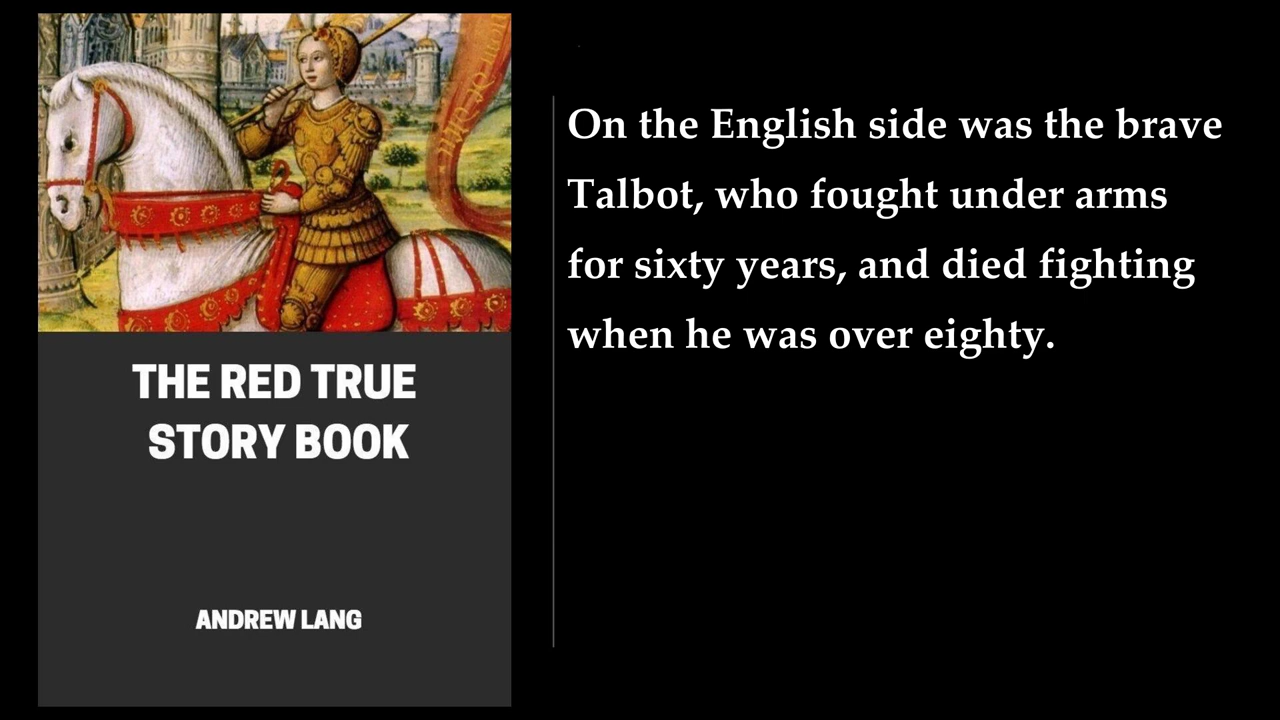 THE RED TRUE
STORY BOOK
ANDREW LANG
On the English side was the brave
Talbot, who fought under arms
for sixty years, and died fighting
when he was over eighty.